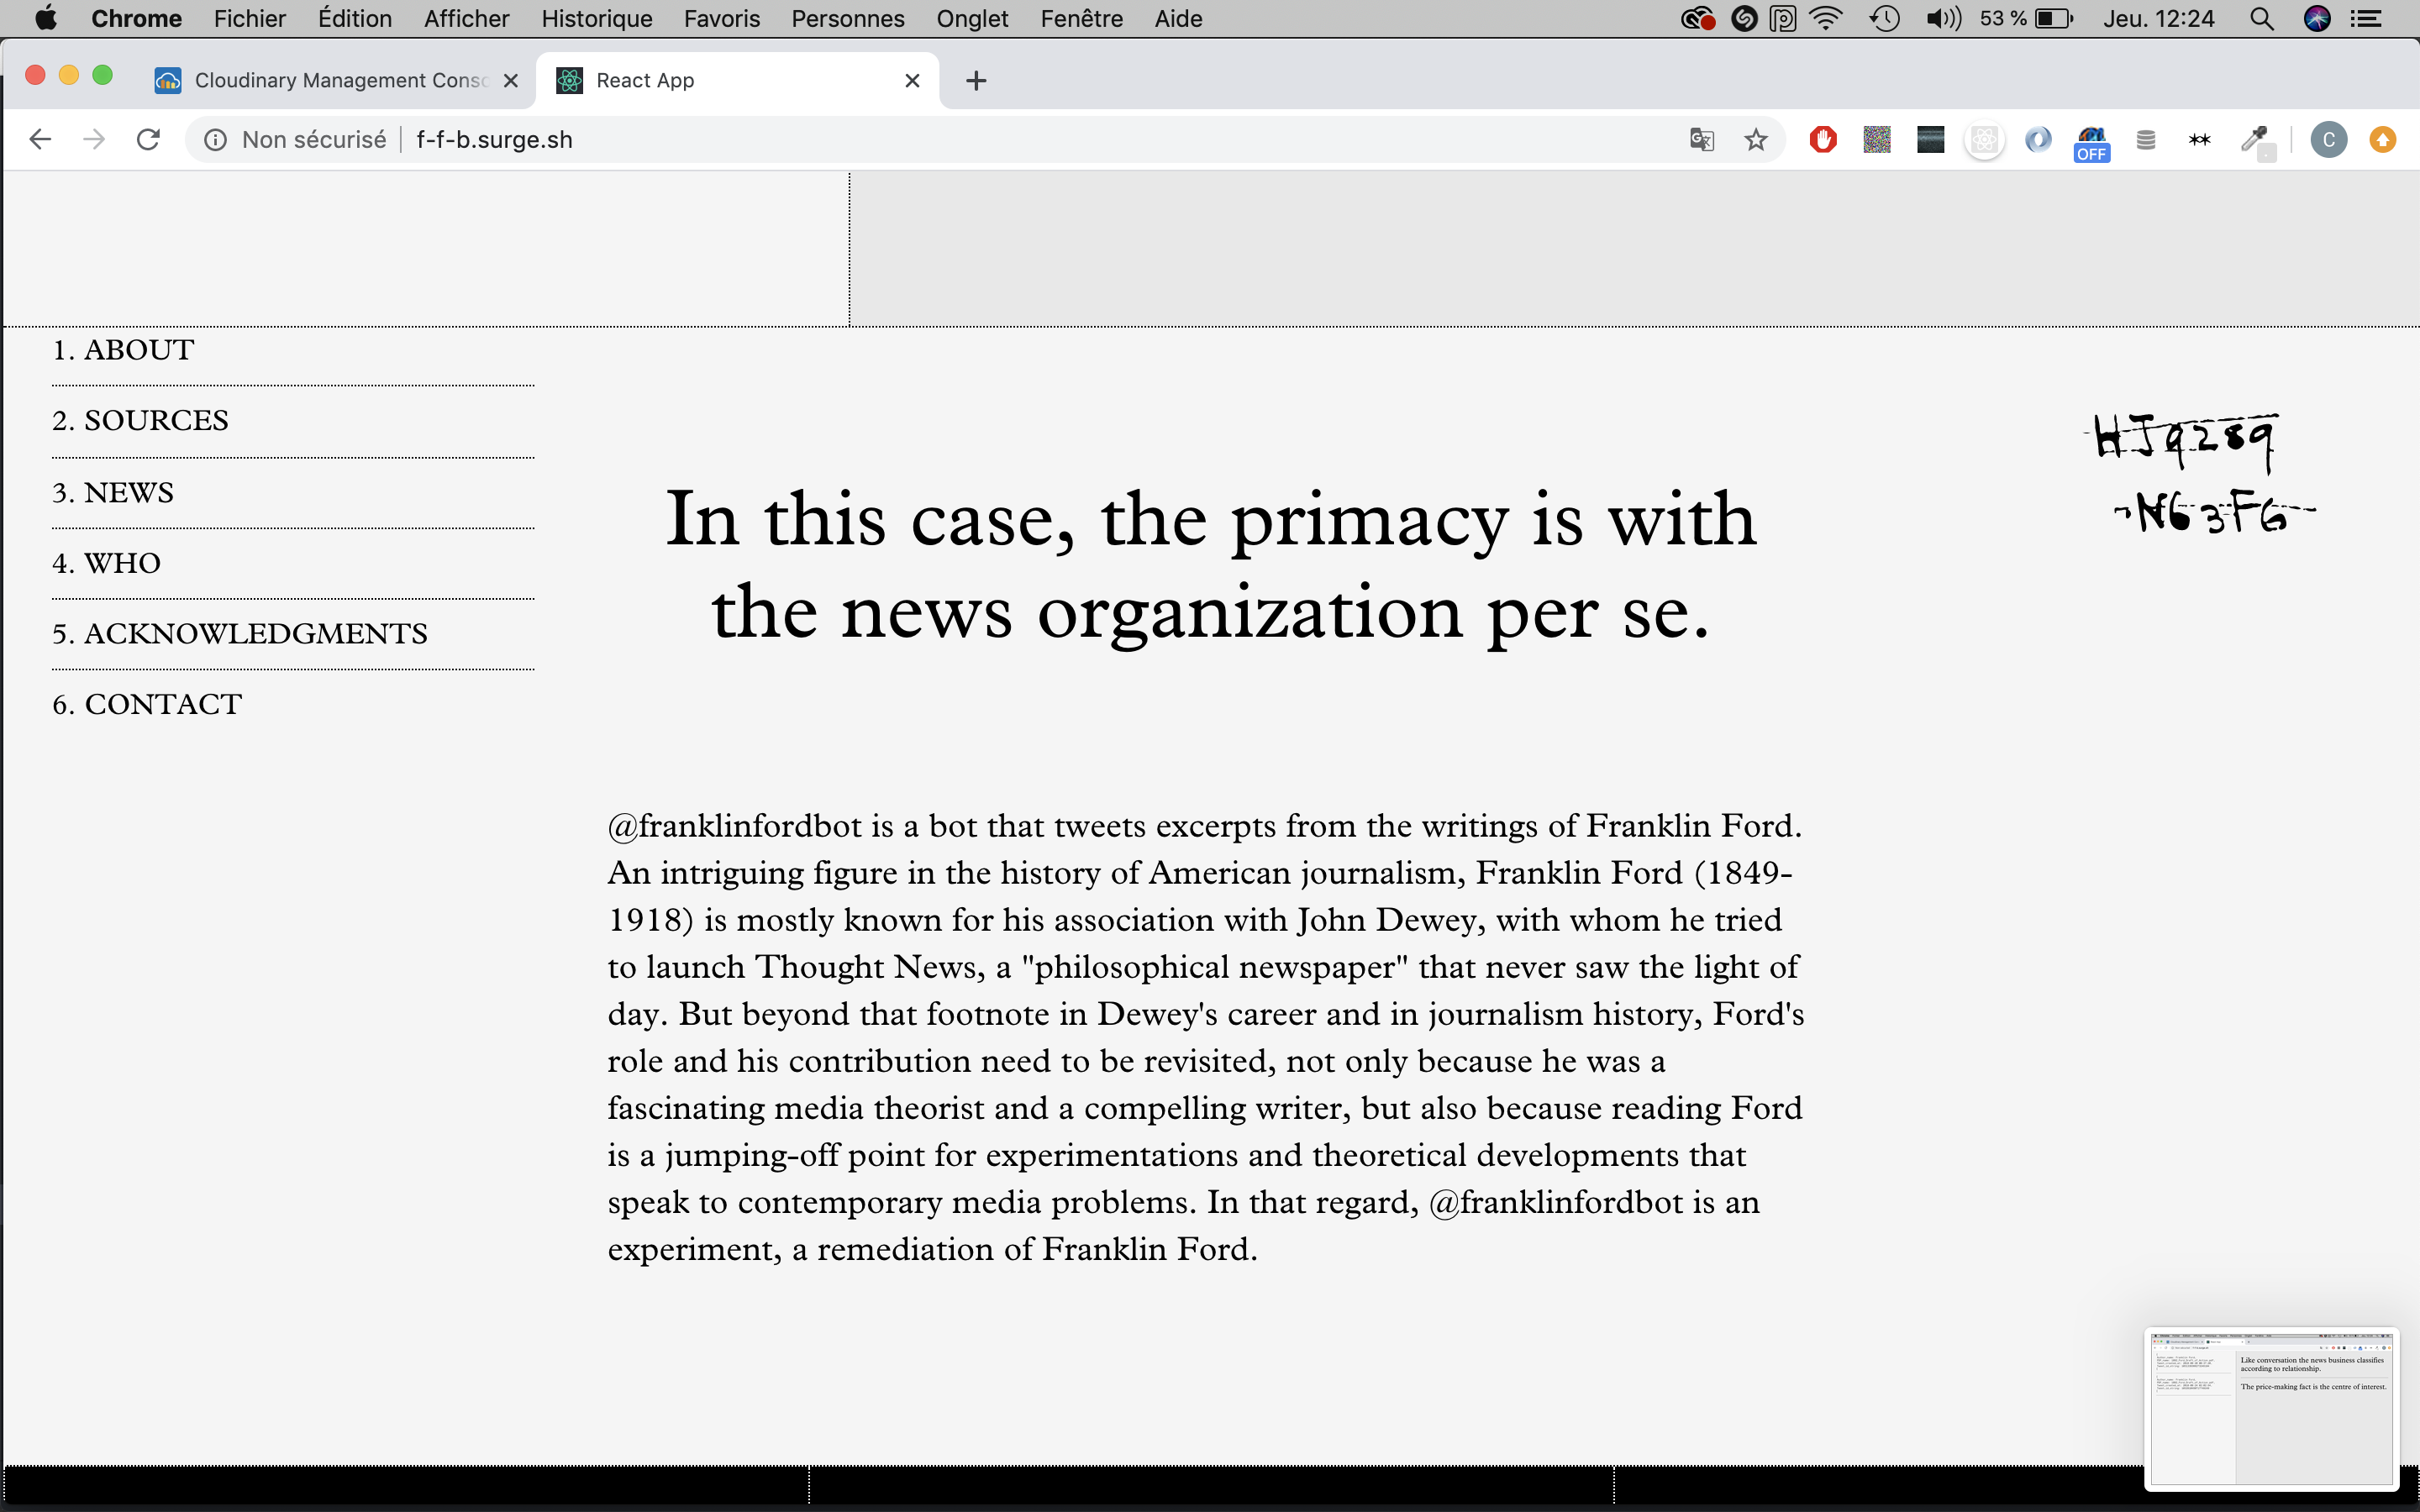 Chrome Fichier Édition Afficher Historique Favoris Personnes Onglet Fenêtre Aide 53 % Jeu. 12:24
Cloudinary Management Consc React App
Non sécurisé f-f-b.surge.sh OFF C
1. ABOUT
2. SOURCES
3. NEWS
4. WHO
5. ACKNOWLEDGMENTS
6. CONTACT
In this case, the primacy is with
the news organization per se.
HJ9289
N63FG
@franklinfordbot is a bot that tweets excerpts from the writings of Franklin Ford.
An intriguing figure in the history of American journalism, Franklin Ford (1849-
1918) is mostly known for his association with John Dewey, with whom he tried
to launch Thought News, a "philosophical newspaper" that never saw the light of
day. But beyond that footnote in Dewey's career and in journalism history, Ford's
role and his contribution need to be revisited, not only because he was a
fascinating media theorist and a compelling writer, but also because reading Ford
is a jumping-off point for experimentations and theoretical developments that
speak to contemporary media problems. In that regard, @franklinfordbot is an
experiment, a remediation of Franklin Ford.
Like conversation the news business classifies
according to relationship.
The price-making fact is the centre of interest.